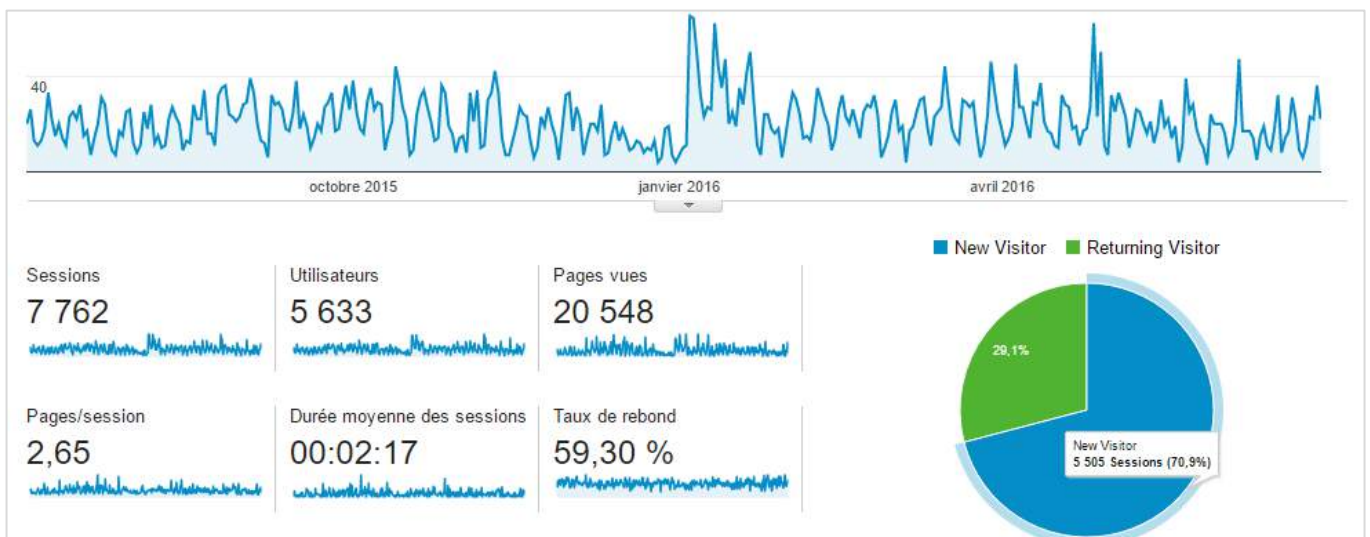 40
octobre 2015
janvier 2016
avril 2016
New Visitor
Returning Visitor
Sessions
7 762
Utilisateurs
5 633
Pages vues
20 548
Pages/session
2,65
Durée moyenne des sessions
00:02:17
Taux de rebond
59,30 %
29,1%
New Visitor
5 505 Sessions (70,9%)